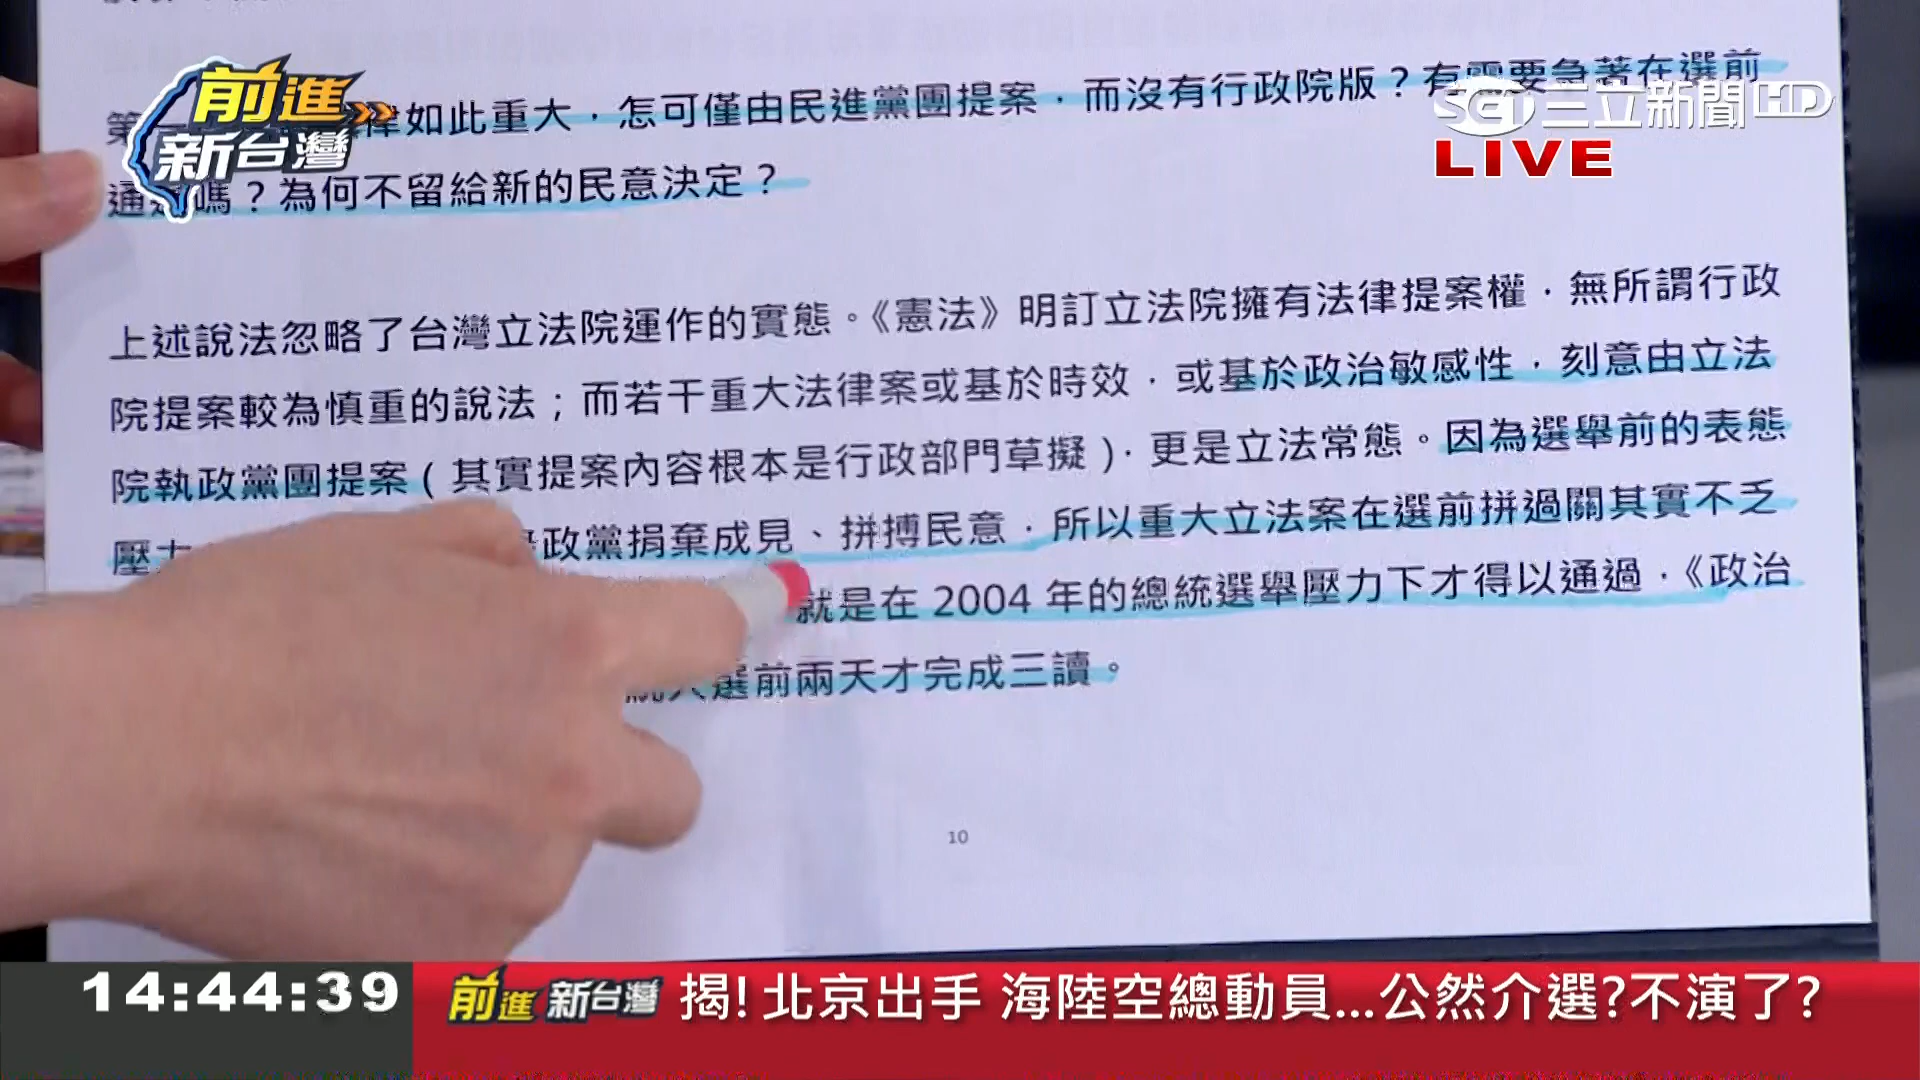 前進
新台灣
SET三立新聞HD
LIVE
律如此重大，怎可僅由民進黨團提案，而沒有行政院版？有需要急著在選前
通過嗎？為何不留給新的民意決定？
上述說法忽略了台灣立法院運作的實態。《憲法》明訂立法院擁有法律提案權，無所謂行政
院提案較為慎重的說法；而若干重大法律案或基於時效，或基於政治敏感性，刻意由立法
院執政黨團提案（其實提案內容根本是行政部門草擬），更是立法常態。因為選舉前的表態
壓力 政黨捐棄成見、拼搏民意，所以重大立法案在選前拼過關其實不乏
就是在 2004 年的總統選舉壓力下才得以通過，《政治
選前兩天才完成三讀。
10
14:44:39
前進新台灣
揭!北京出手 海陸空總動員...公然介選?不演了?